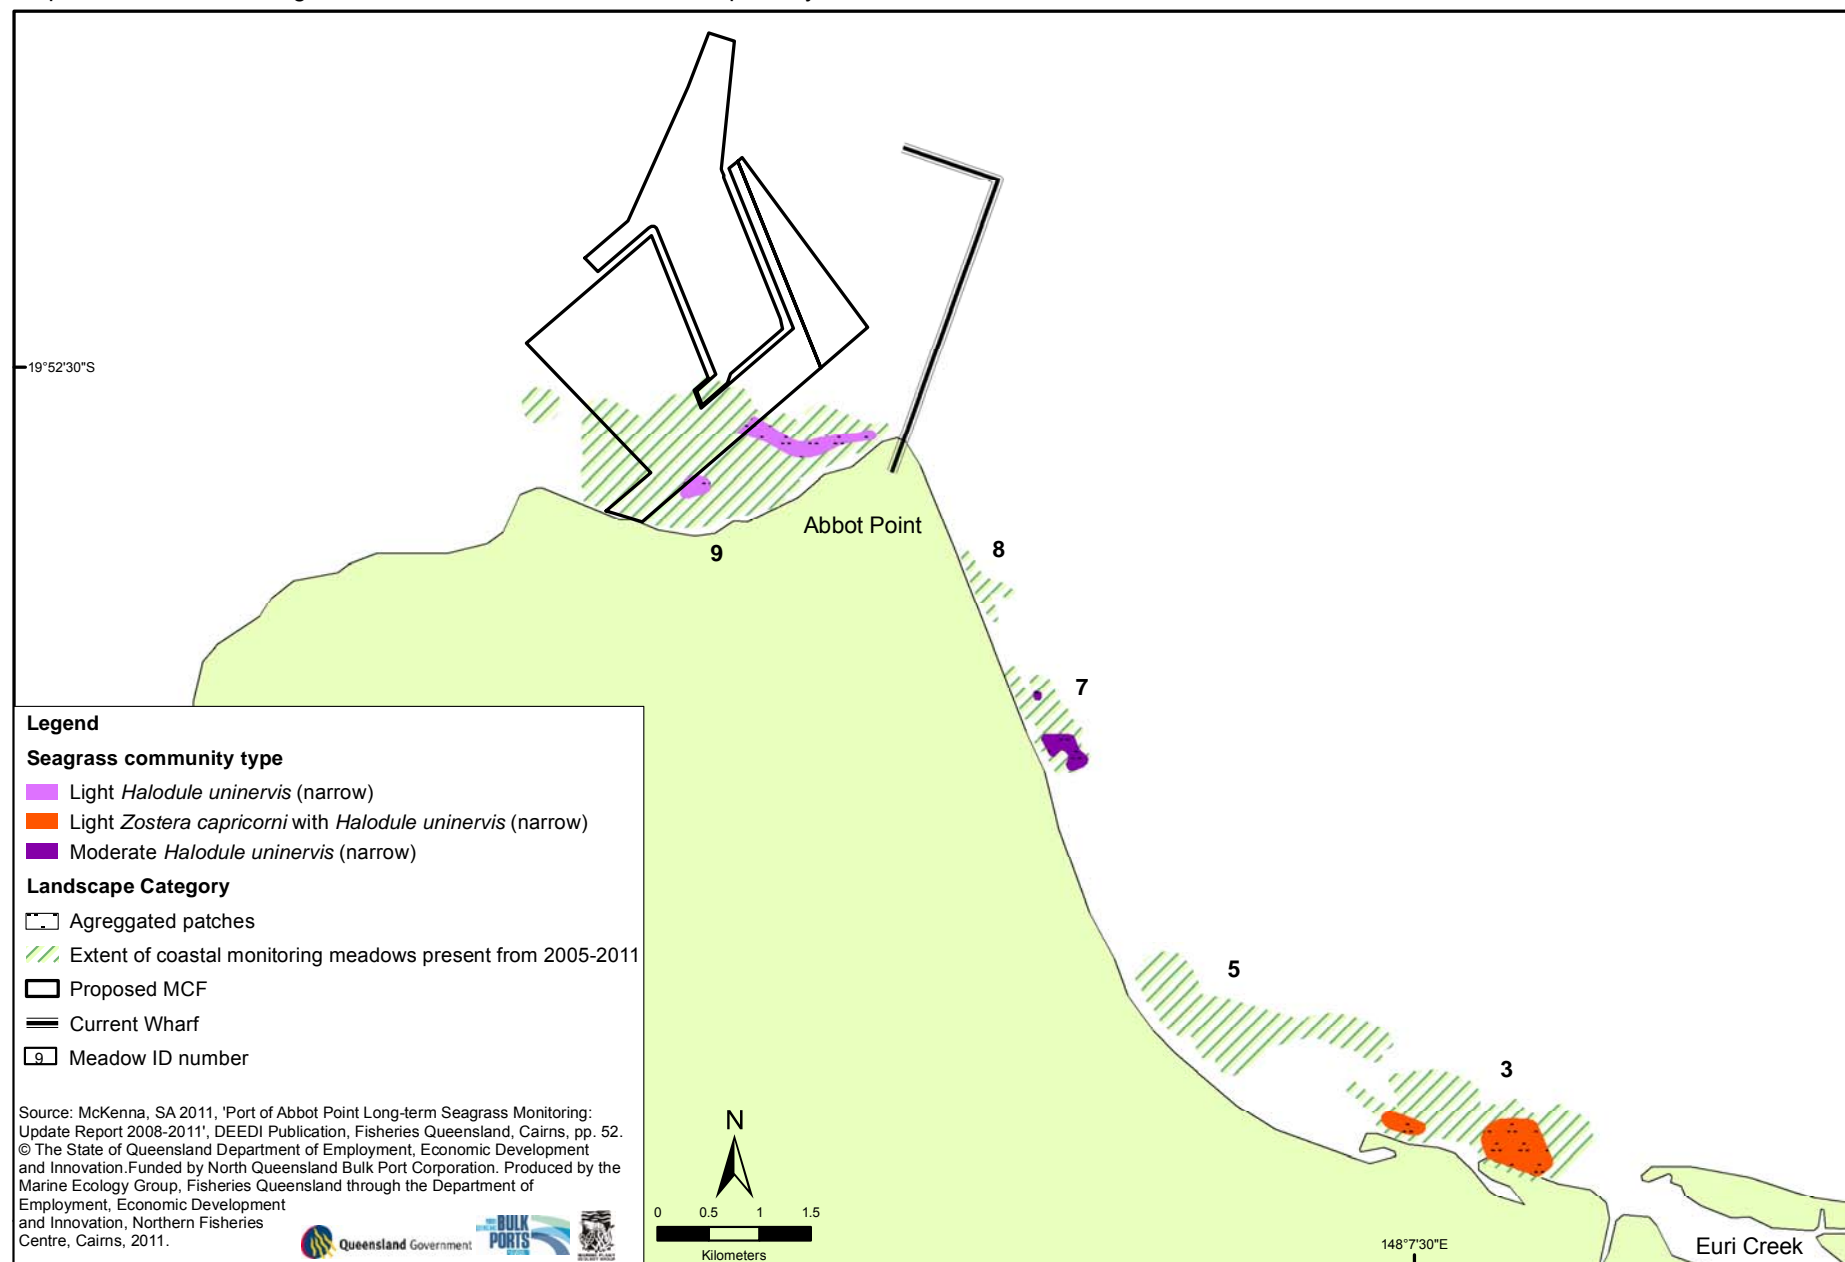 19°52'30"S
Abbot Point
9
8
7
5
3
Legend
Seagrass community type
Light Halodule uninervis (narrow)
Light Zostera capricorni with Halodule uninervis (narrow)
Moderate Halodule uninervis (narrow)
Landscape Category
Agreggated patches
Extent of coastal monitoring meadows present from 2005-2011
Proposed MCF
Current Wharf
9 Meadow ID number
Source: McKenna, SA 2011, 'Port of Abbot Point Long-term Seagrass Monitoring:
Update Report 2008-2011', DEEDI Publication, Fisheries Queensland, Cairns, pp. 52.
© The State of Queensland Department of Employment, Economic Development
and Innovation.Funded by North Queensland Bulk Port Corporation. Produced by the
Marine Ecology Group, Fisheries Queensland through the Department of
Employment, Economic Development
and Innovation, Northern Fisheries
Centre, Cairns, 2011.
Queensland Government
BULK
PORTS
N
0 0.5 1 1.5
Kilometers
148°7'30"E
Euri Creek